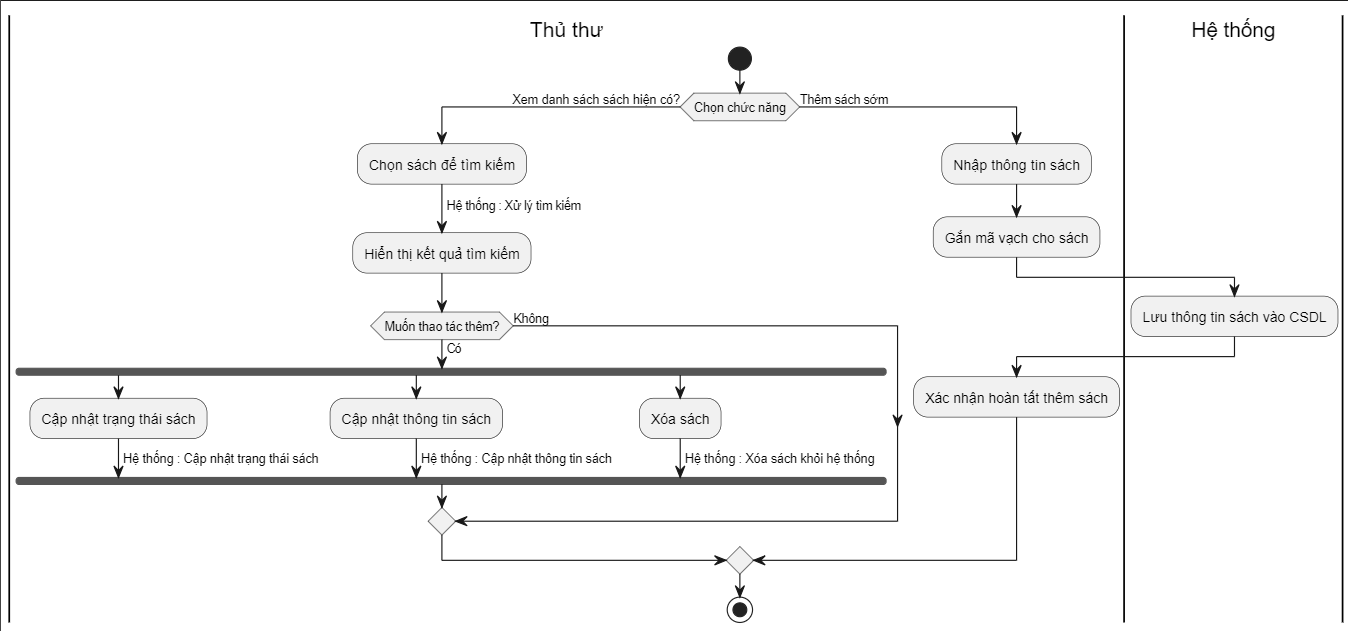 Thủ thư
Hệ thống
Chọn chức năng
Xem danh sách sách hiện có?
Thêm sách sớm
Chọn sách để tìm kiếm
Hệ thống : Xử lý tìm kiếm
Hiển thị kết quả tìm kiếm
Muốn thao tác thêm?
Không
Có
Cập nhật trạng thái sách
Hệ thống : Cập nhật trạng thái sách
Cập nhật thông tin sách
Hệ thống : Cập nhật thông tin sách
Xóa sách
Hệ thống : Xóa sách khỏi hệ thống
Nhập thông tin sách
Gắn mã vạch cho sách
Lưu thông tin sách vào CSDL
Xác nhận hoàn tất thêm sách